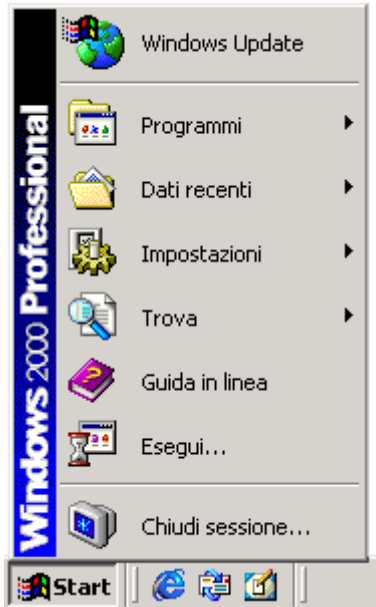 Windows Update
Programmi
Dati recenti
Impostazioni
Trova
Guida in linea
Esegui...
Chiudi sessione...
Windows 2000 Professional
Start